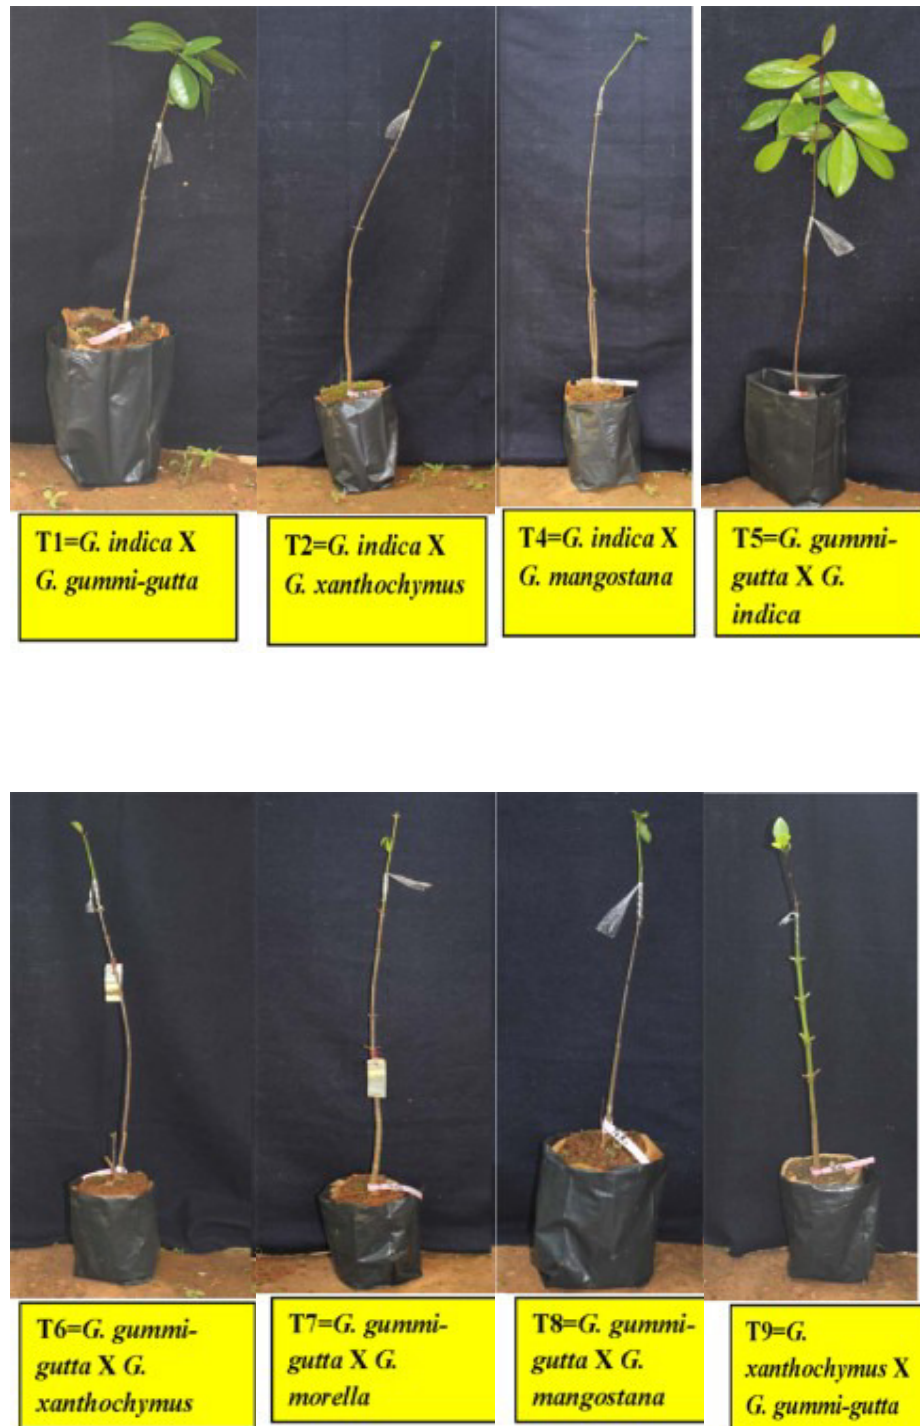 T1=G. indica X
G. gummi-gutta
T2=G. indica X
G. xanthochymus
T4=G. indica X
G. mangostana
T5=G. gummi-
gutta X G.
indica
T6=G. gummi-
gutta X G.
xanthochymus
T7=G. gummi-
gutta X G.
morella
T8=G. gummi-
gutta X G.
mangostana
T9=G.
xanthochymus X
G. gummi-gutta